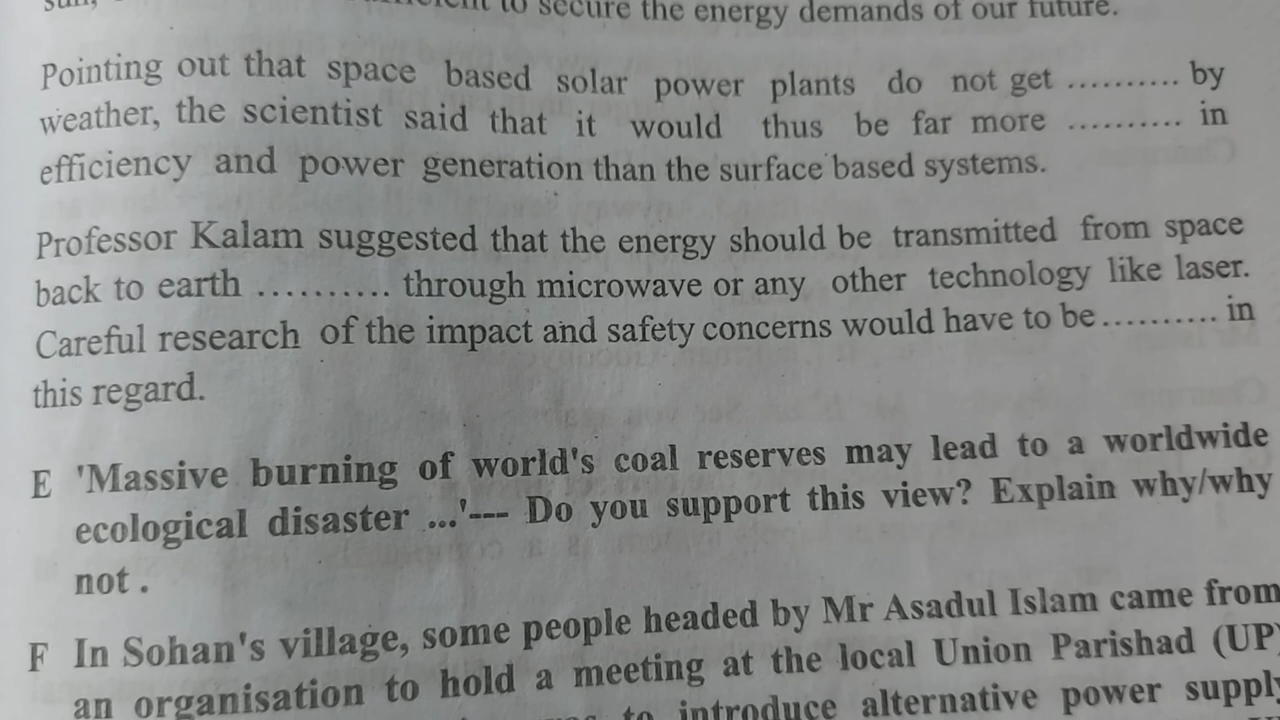 to secure the energy demands of our future.
Pointing out that space based solar power plants do not get .......... by
weather, the scientist said that it would thus be far more .......... in
efficiency and power generation than the surface based systems.
Professor Kalam suggested that the energy should be transmitted from space
back to earth .......... through microwave or any other technology like laser.
Careful research of the impact and safety concerns would have to be .......... in
this regard.
E 'Massive burning of world's coal reserves may lead to a worldwide
ecological disaster ...'--- Do you support this view? Explain why/why
not .
F In Sohan's village, some people headed by Mr Asadul Islam came from
an organisation to hold a meeting at the local Union Parishad (UP)
to introduce alternative power supply